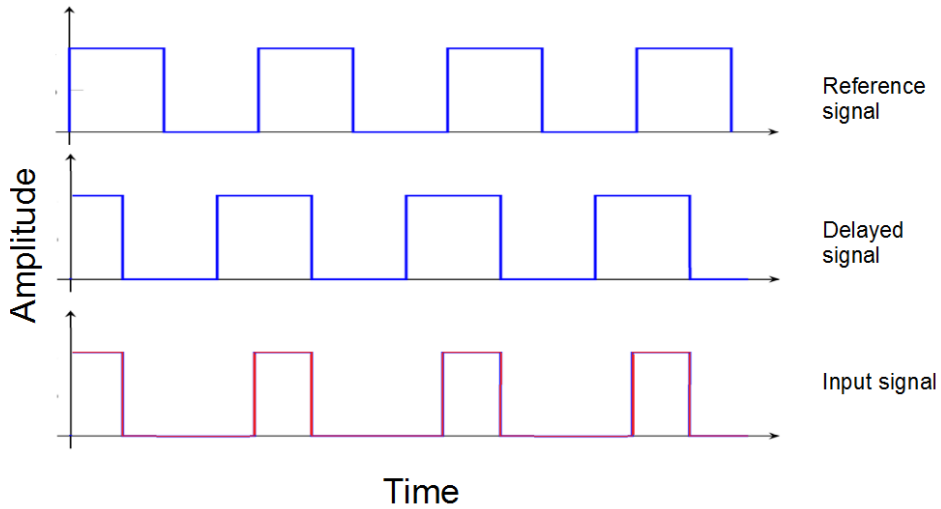 Reference
signal
Amplitude
Delayed
signal
Input signal
Time